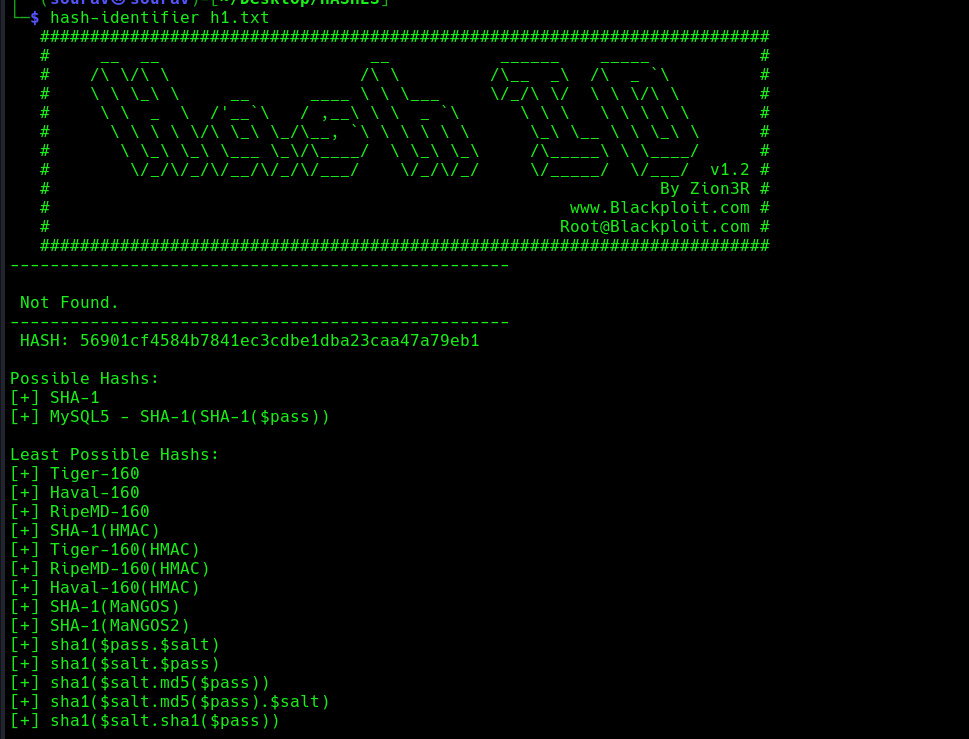 (sourav㉿sourav)-[~/Desktop/HASHES]
└─$ hash-identifier h1.txt
   #########################################################################
   #     __  __                     __           ______    _____           #
   #    /\ \/\ \                   /\ \         /\__  _\  /\  _ `\         #
   #    \ \ \_\ \     __      ____ \ \ \___     \/_/\ \/  \ \ \/\ \        #
   #     \ \  _  \  /'__`\   / ,__\ \ \  _ `\      \ \ \   \ \ \ \ \       #
   #      \ \ \ \ \/\ \_\ \_/\__, `\ \ \ \ \ \      \_\ \__ \ \ \_\ \      #
   #       \ \_\ \_\ \___ \_\/\____/  \ \_\ \_\     /\_____\ \ \____/      #
   #        \/_/\/_/\/__/\/_/\/___/    \/_/\/_/     \/_____/  \/___/  v1.2 #
   #                                                             By Zion3R #
   #                                                    www.Blackploit.com #
   #                                                   Root@Blackploit.com #
   #########################################################################
--------------------------------------------------
 Not Found.
--------------------------------------------------
 HASH: 56901cf4584b7841ec3cdbe1dba23caa47a79eb1
Possible Hashs:
[+] SHA-1
[+] MySQL5 - SHA-1(SHA-1($pass))
Least Possible Hashs:
[+] Tiger-160
[+] Haval-160
[+] RipeMD-160
[+] SHA-1(HMAC)
[+] Tiger-160(HMAC)
[+] RipeMD-160(HMAC)
[+] Haval-160(HMAC)
[+] SHA-1(MaNGOS)
[+] SHA-1(MaNGOS2)
[+] sha1($pass.$salt)
[+] sha1($salt.$pass)
[+] sha1($salt.md5($pass))
[+] sha1($salt.md5($pass).$salt)
[+] sha1($salt.sha1($pass))